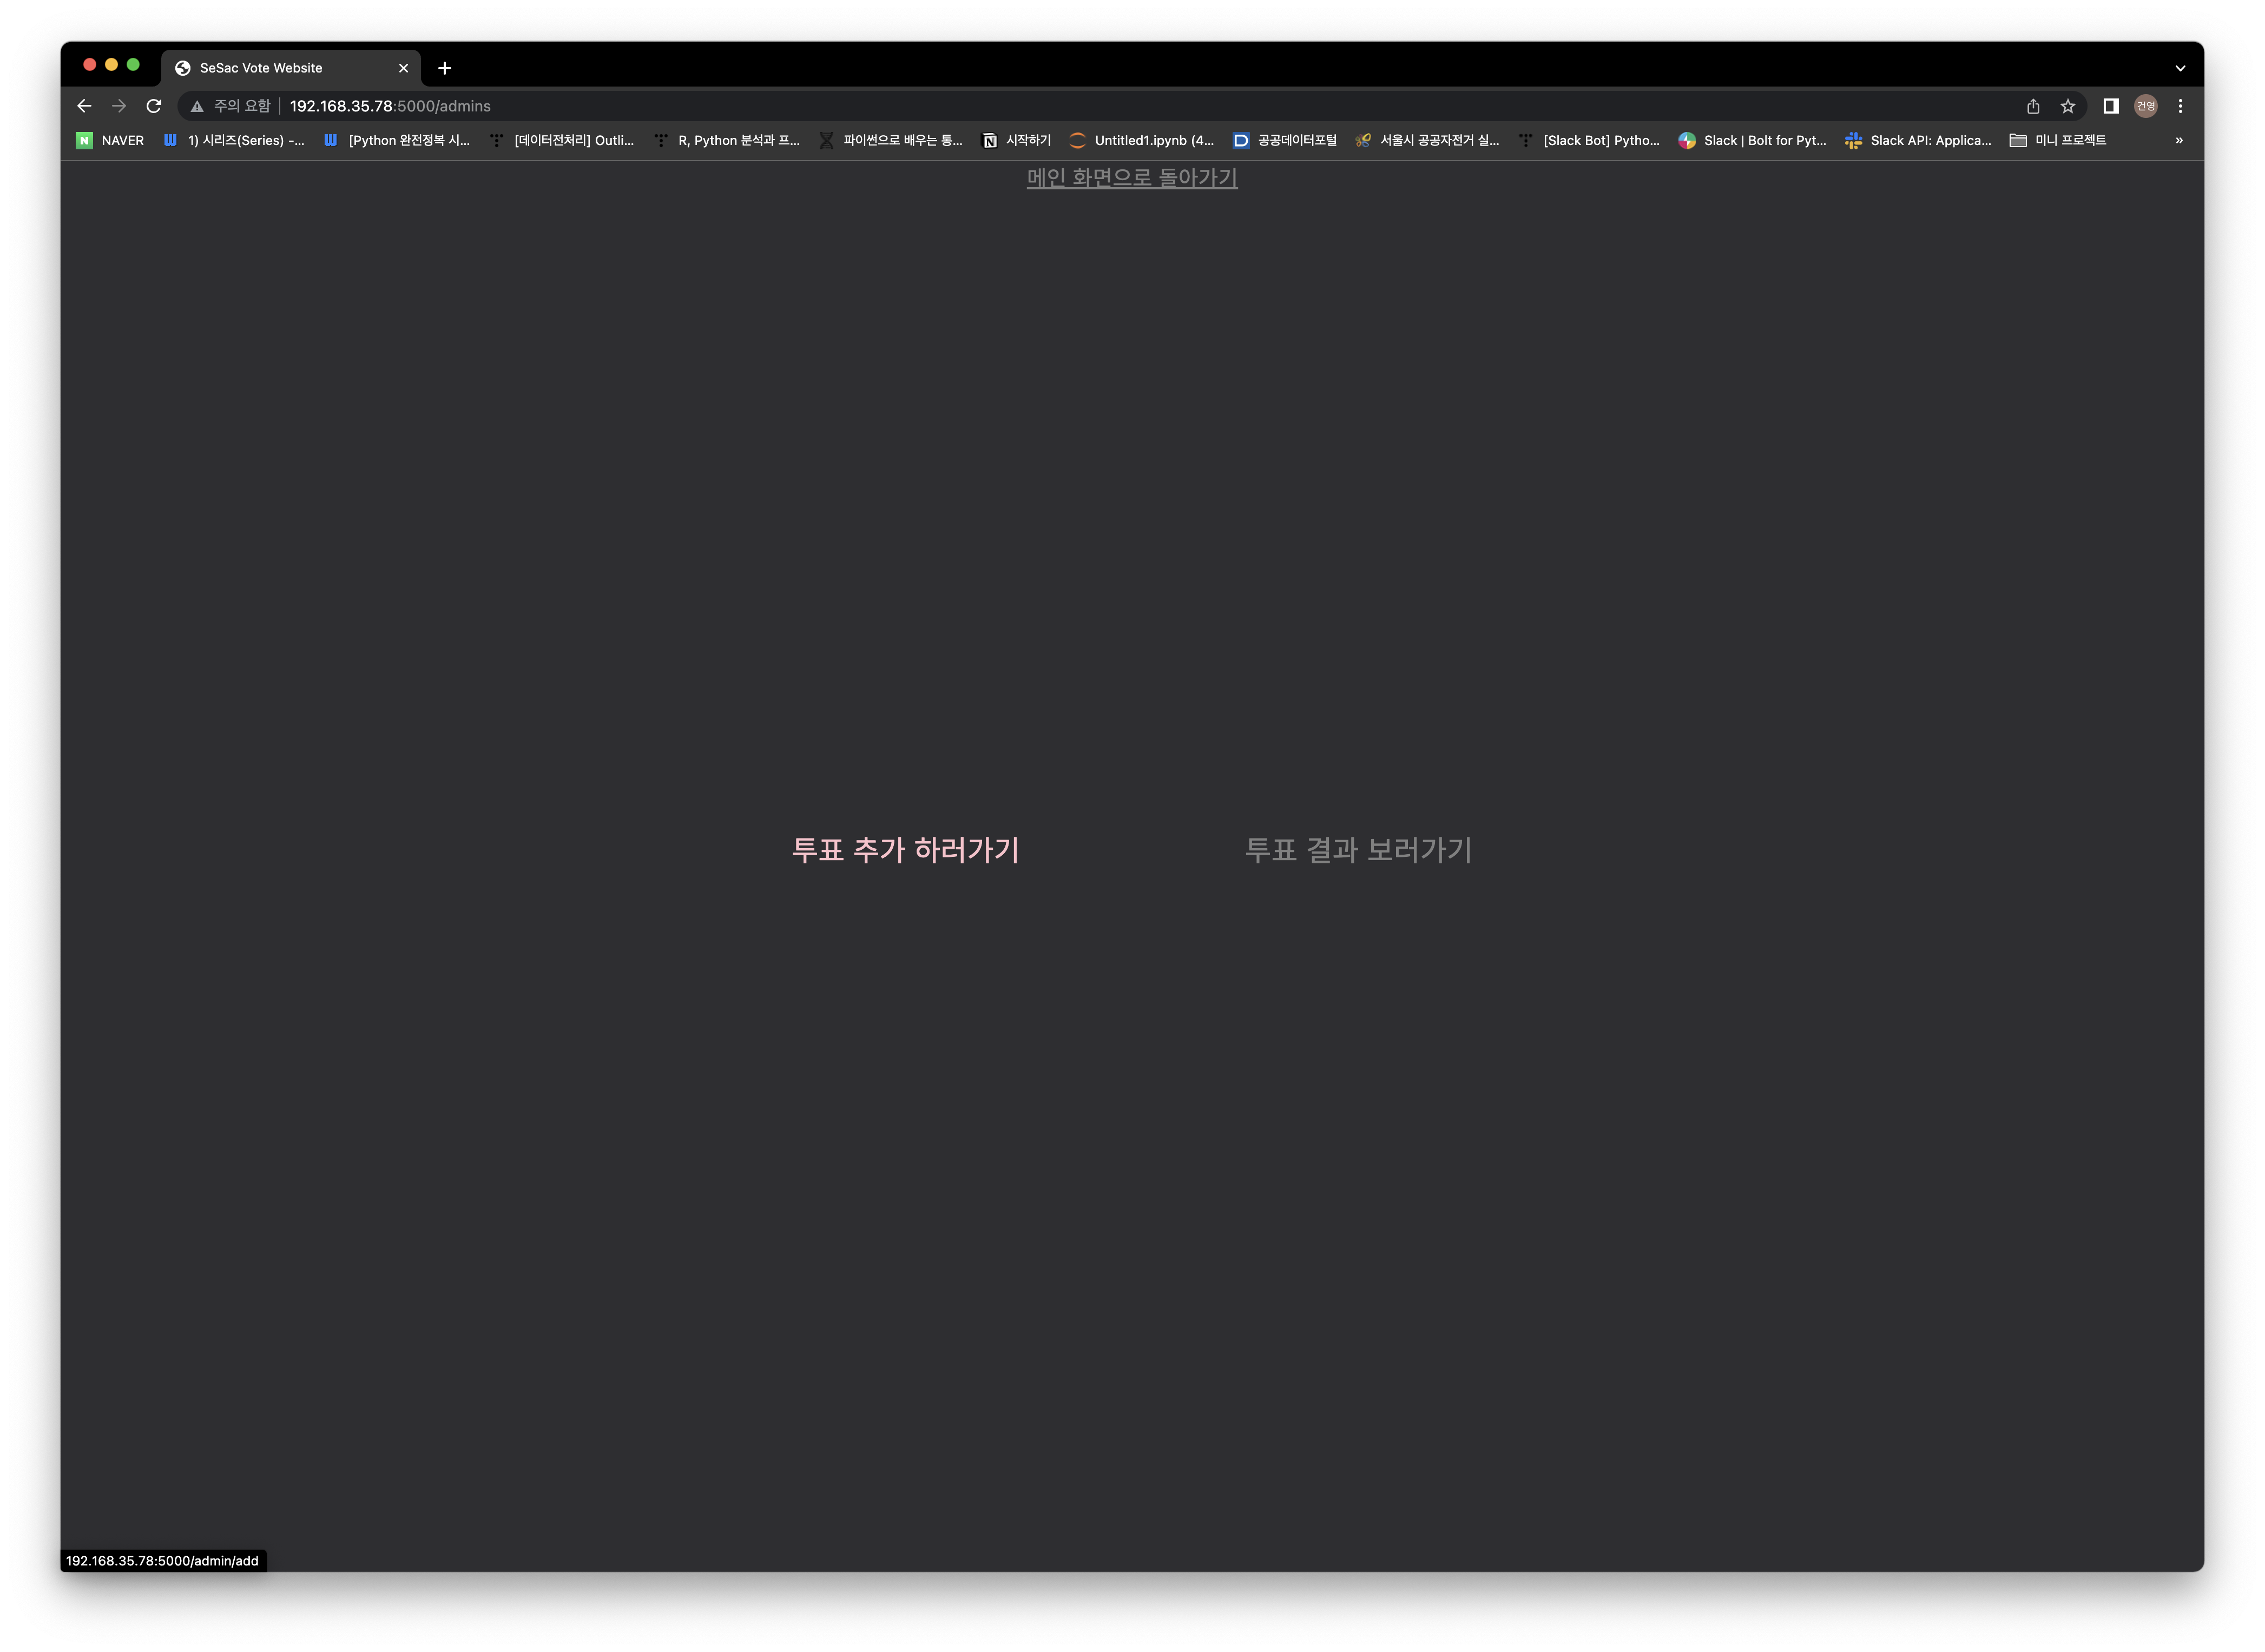 SeSac Vote Website
주의 요함 192.168.35.78:5000/admins 건영
NAVER 1) 시리즈(Series) -... [Python 완전정복 시... [데이터전처리] Outli... R, Python 분석과 프... 파이썬으로 배우는 통... 시작하기 Untitled1.ipynb (4... 공공데이터포털 서울시 공공자전거 실... [Slack Bot] Pytho... Slack | Bolt for Pyt... Slack API: Applica... 미니 프로젝트 »
메인 화면으로 돌아가기
투표 추가 하러가기 투표 결과 보러가기
192.168.35.78:5000/admin/add